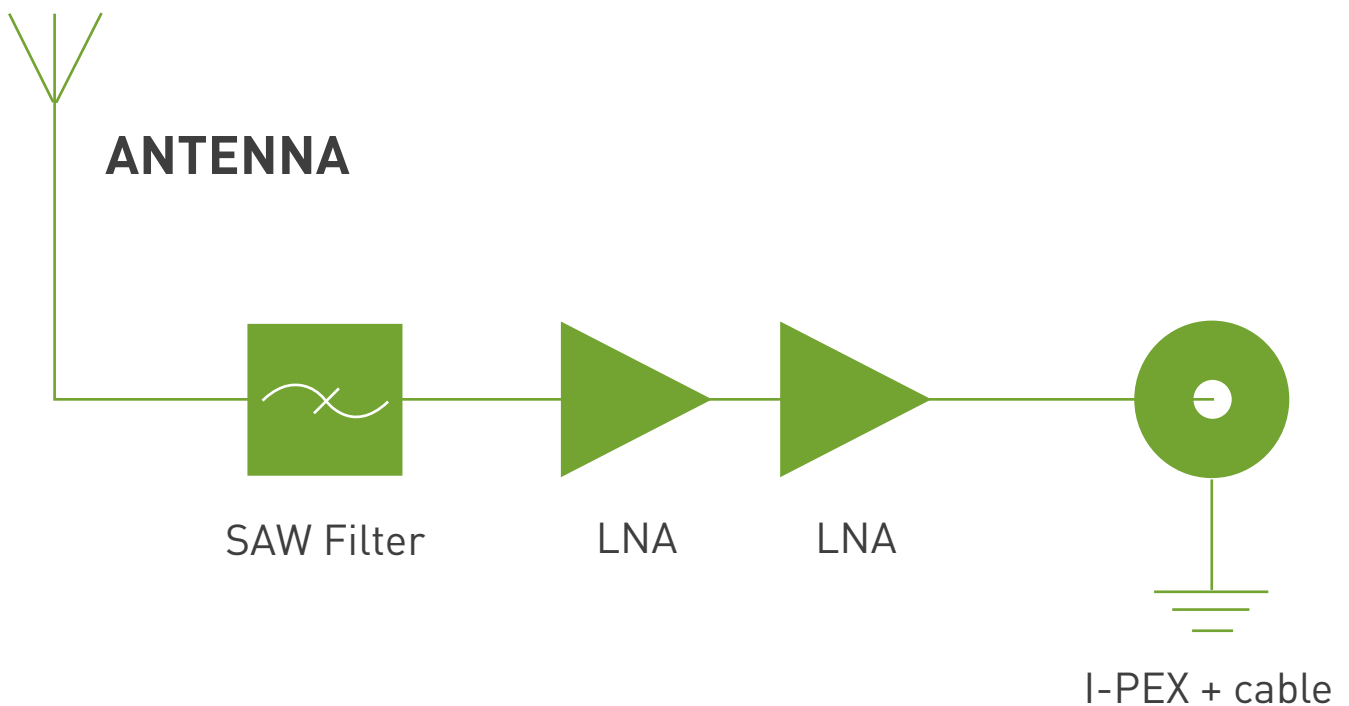 ANTENNA
SAW Filter
LNA
LNA
I-PEX + cable